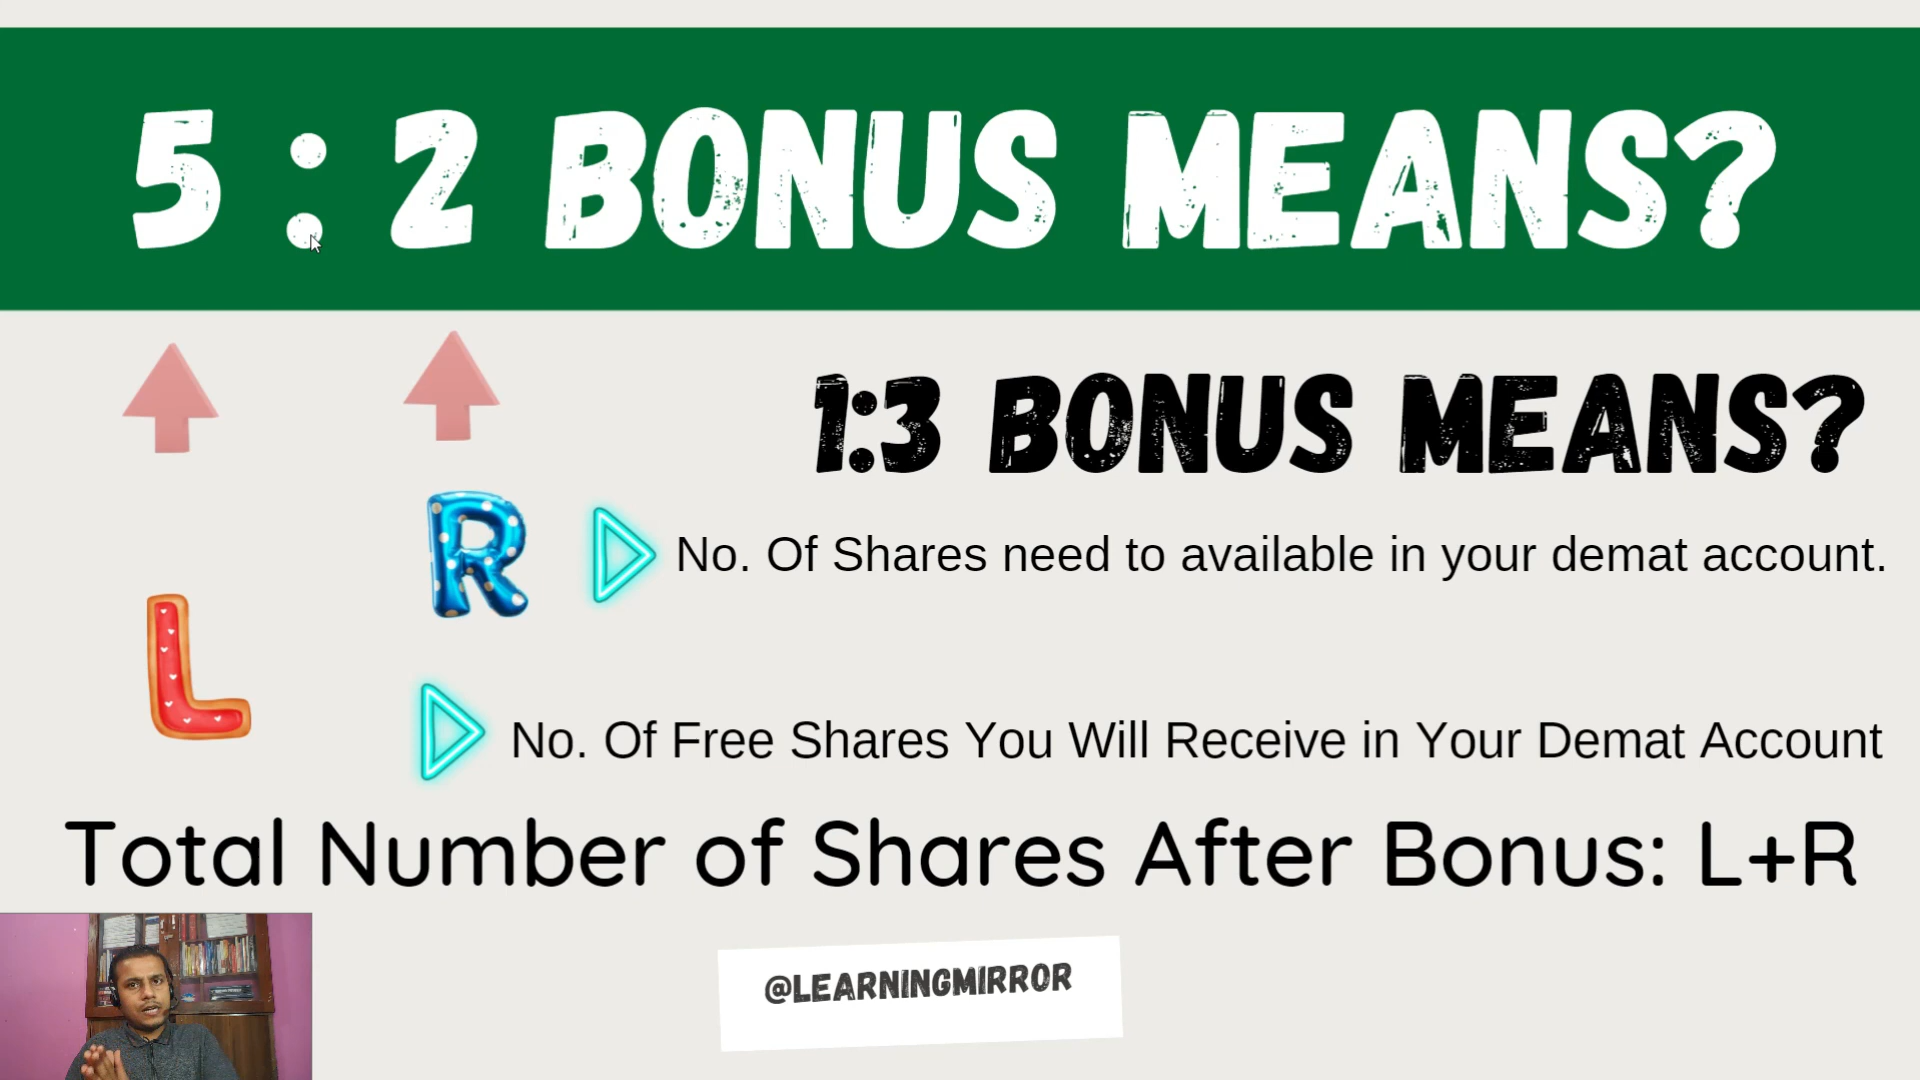 5 : 2 BONUS MEANS?
1:3 BONUS MEANS?
R
No. Of Shares need to available in your demat account.
L
No. Of Free Shares You Will Receive in Your Demat Account
Total Number of Shares After Bonus: L+R
@LEARNINGMIRROR